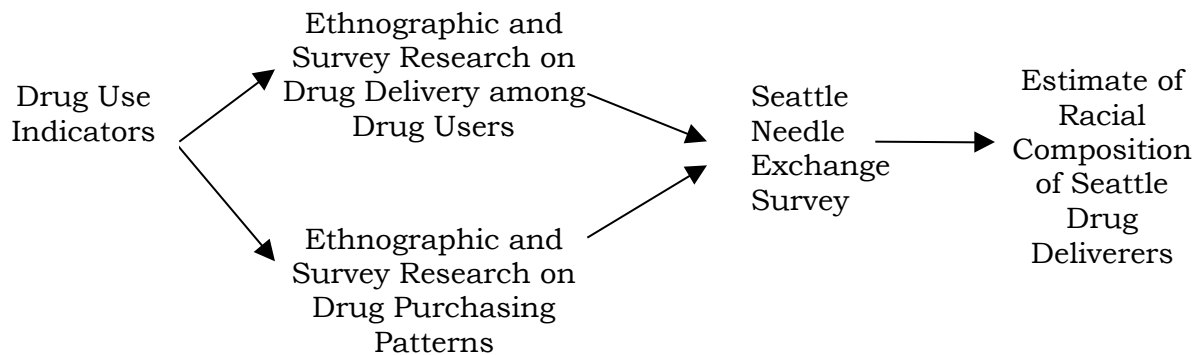 Drug Use
Indicators
Ethnographic and
Survey Research on
Drug Delivery among
Drug Users
Ethnographic and
Survey Research on
Drug Purchasing
Patterns
Seattle
Needle
Exchange
Survey
Estimate of
Racial
Composition
of Seattle
Drug
Deliverers